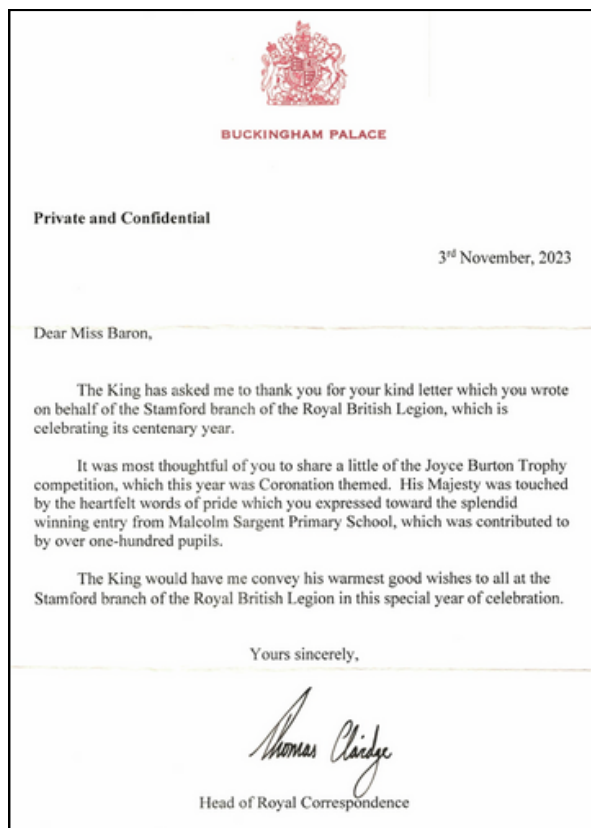 BUCKINGHAM PALACE
Private and Confidential
3rd November, 2023
Dear Miss Baron,
The King has asked me to thank you for your kind letter which you wrote
on behalf of the Stamford branch of the Royal British Legion, which is
celebrating its centenary year.
It was most thoughtful of you to share a little of the Joyce Burton Trophy
competition, which this year was Coronation themed. His Majesty was touched
by the heartfelt words of pride which you expressed toward the splendid
winning entry from Malcolm Sargent Primary School, which was contributed to
by over one-hundred pupils.
The King would have me convey his warmest good wishes to all at the
Stamford branch of the Royal British Legion in this special year of celebration.
Yours sincerely,
Thomas Claridge
Head of Royal Correspondence